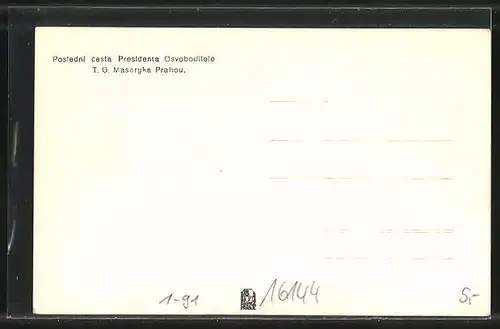 Poslední cesta Presidenta Osvoboditele
T. G. Masaryka Prahou.
1-91
16144
5,-